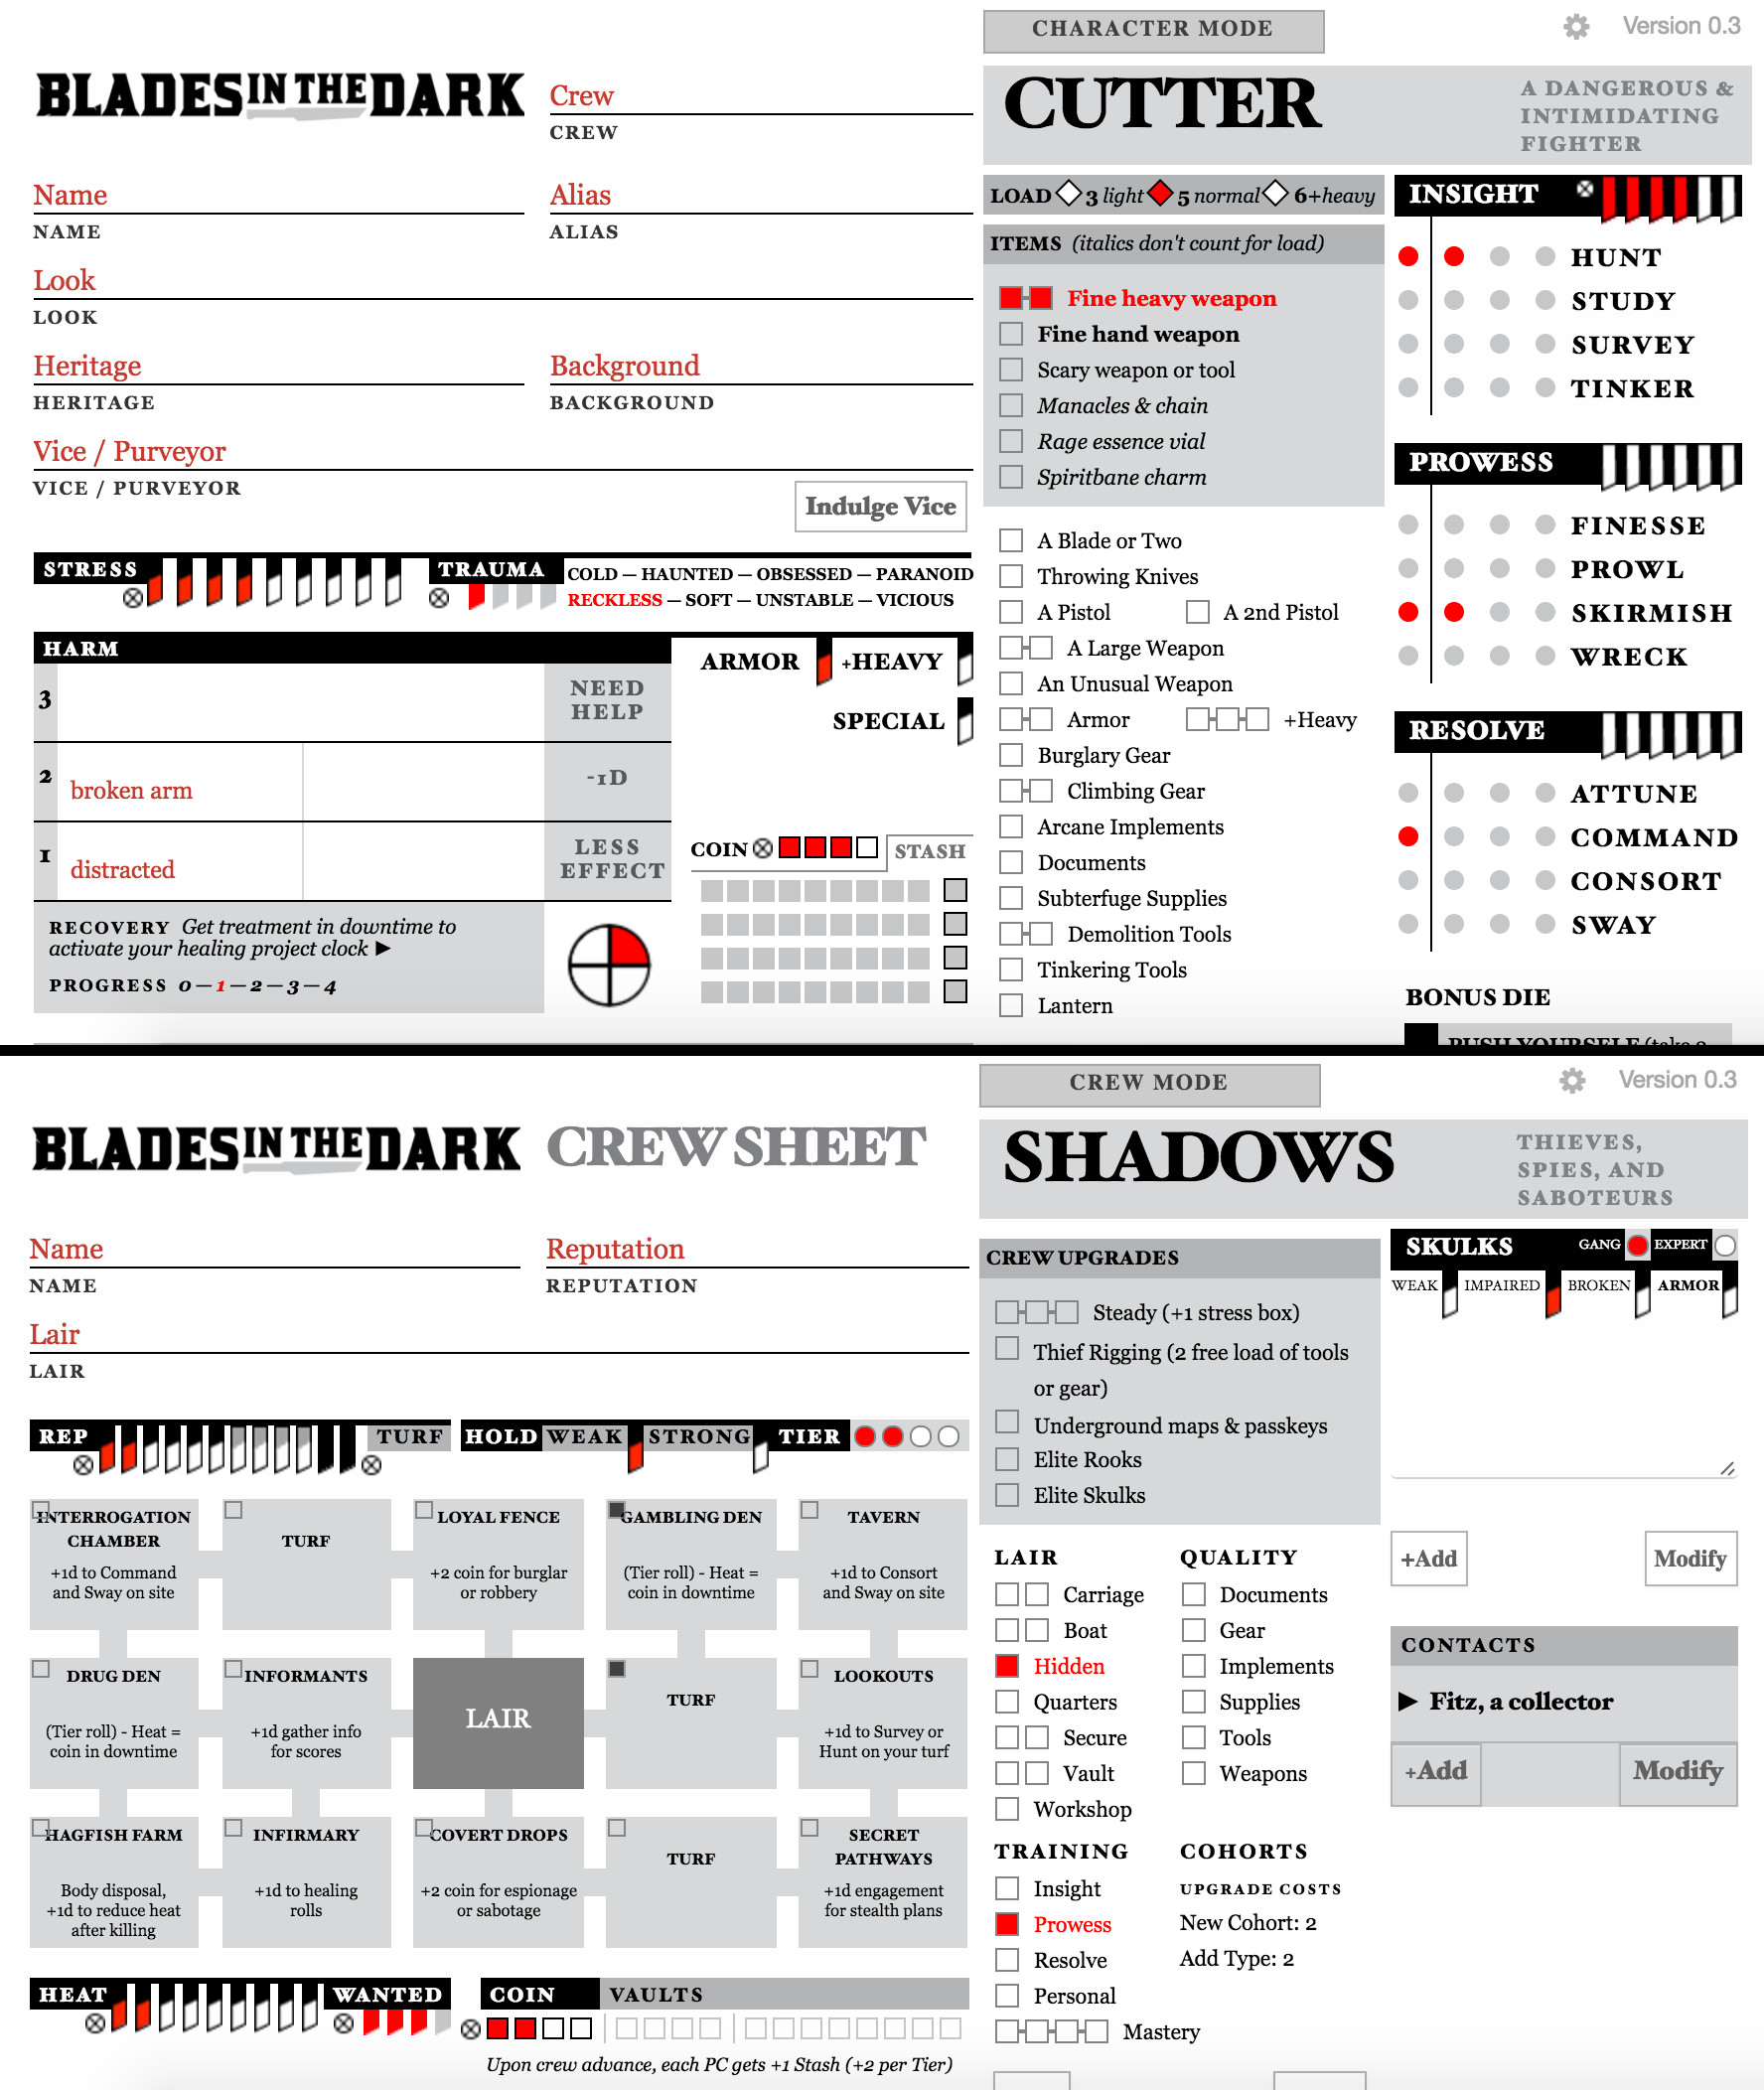 CHARACTER MODE
Version 0.3
BLADES IN THE DARK
Crew
CREW
Name
NAME
Alias
ALIAS
Look
LOOK
Heritage
HERITAGE
Background
BACKGROUND
Vice / Purveyor
VICE / PURVEYOR
Indulge Vice
STRESS
TRAUMA
COLD — HAUNTED — OBSESSED — PARANOID
RECKLESS — SOFT — UNSTABLE — VICIOUS
HARM
3
NEED
HELP
2
broken arm
-1D
1
distracted
LESS
EFFECT
RECOVERY Get treatment in downtime to
activate your healing project clock ►
PROGRESS 0 — 1 — 2 — 3 — 4
ARMOR
+HEAVY
SPECIAL
COIN
STASH
CUTTER
A DANGEROUS &
INTIMIDATING
FIGHTER
LOAD 3 light 5 normal 6+heavy
ITEMS (italics don't count for load)
Fine heavy weapon
Fine hand weapon
Scary weapon or tool
Manacles & chain
Rage essence vial
Spiritbane charm
A Blade or Two
Throwing Knives
A Pistol
A 2nd Pistol
A Large Weapon
An Unusual Weapon
Armor
+Heavy
Burglary Gear
Climbing Gear
Arcane Implements
Documents
Subterfuge Supplies
Demolition Tools
Tinkering Tools
Lantern
INSIGHT
HUNT
STUDY
SURVEY
TINKER
PROWESS
FINESSE
PROWL
SKIRMISH
WRECK
RESOLVE
ATTUNE
COMMAND
CONSORT
SWAY
BONUS DIE
PUSH YOURSELF (take 2
CREW MODE
Version 0.3
BLADES IN THE DARK
CREW SHEET
Name
NAME
Reputation
REPUTATION
Lair
LAIR
REP
TURF
HOLD WEAK STRONG TIER
INTERROGATION
CHAMBER
+1d to Command
and Sway on site
TURF
LOYAL FENCE
+2 coin for burglar
or robbery
GAMBLING DEN
(Tier roll) - Heat =
coin in downtime
TAVERN
+1d to Consort
and Sway on site
DRUG DEN
(Tier roll) - Heat =
coin in downtime
INFORMANTS
+1d gather info
for scores
LAIR
TURF
LOOKOUTS
+1d to Survey or
Hunt on your turf
HAGFISH FARM
Body disposal,
+1d to reduce heat
after killing
INFIRMARY
+1d to healing
rolls
COVERT DROPS
+2 coin for espionage
or sabotage
TURF
SECRET
PATHWAYS
+1d engagement
for stealth plans
HEAT
WANTED
COIN
VAULTS
Upon crew advance, each PC gets +1 Stash (+2 per Tier)
SHADOWS
THIEVES,
SPIES, AND
SABOTEURS
CREW UPGRADES
Steady (+1 stress box)
Thief Rigging (2 free load of tools
or gear)
Underground maps & passkeys
Elite Rooks
Elite Skulks
LAIR
Carriage
Boat
Hidden
Quarters
Secure
Vault
Workshop
QUALITY
Documents
Gear
Implements
Supplies
Tools
Weapons
TRAINING
Insight
Prowess
Resolve
Personal
Mastery
COHORTS
UPGRADE COSTS
New Cohort: 2
Add Type: 2
SKULKS
GANG
EXPERT
WEAK IMPAIRED BROKEN ARMOR
+Add
Modify
CONTACTS
► Fitz, a collector
+Add
Modify